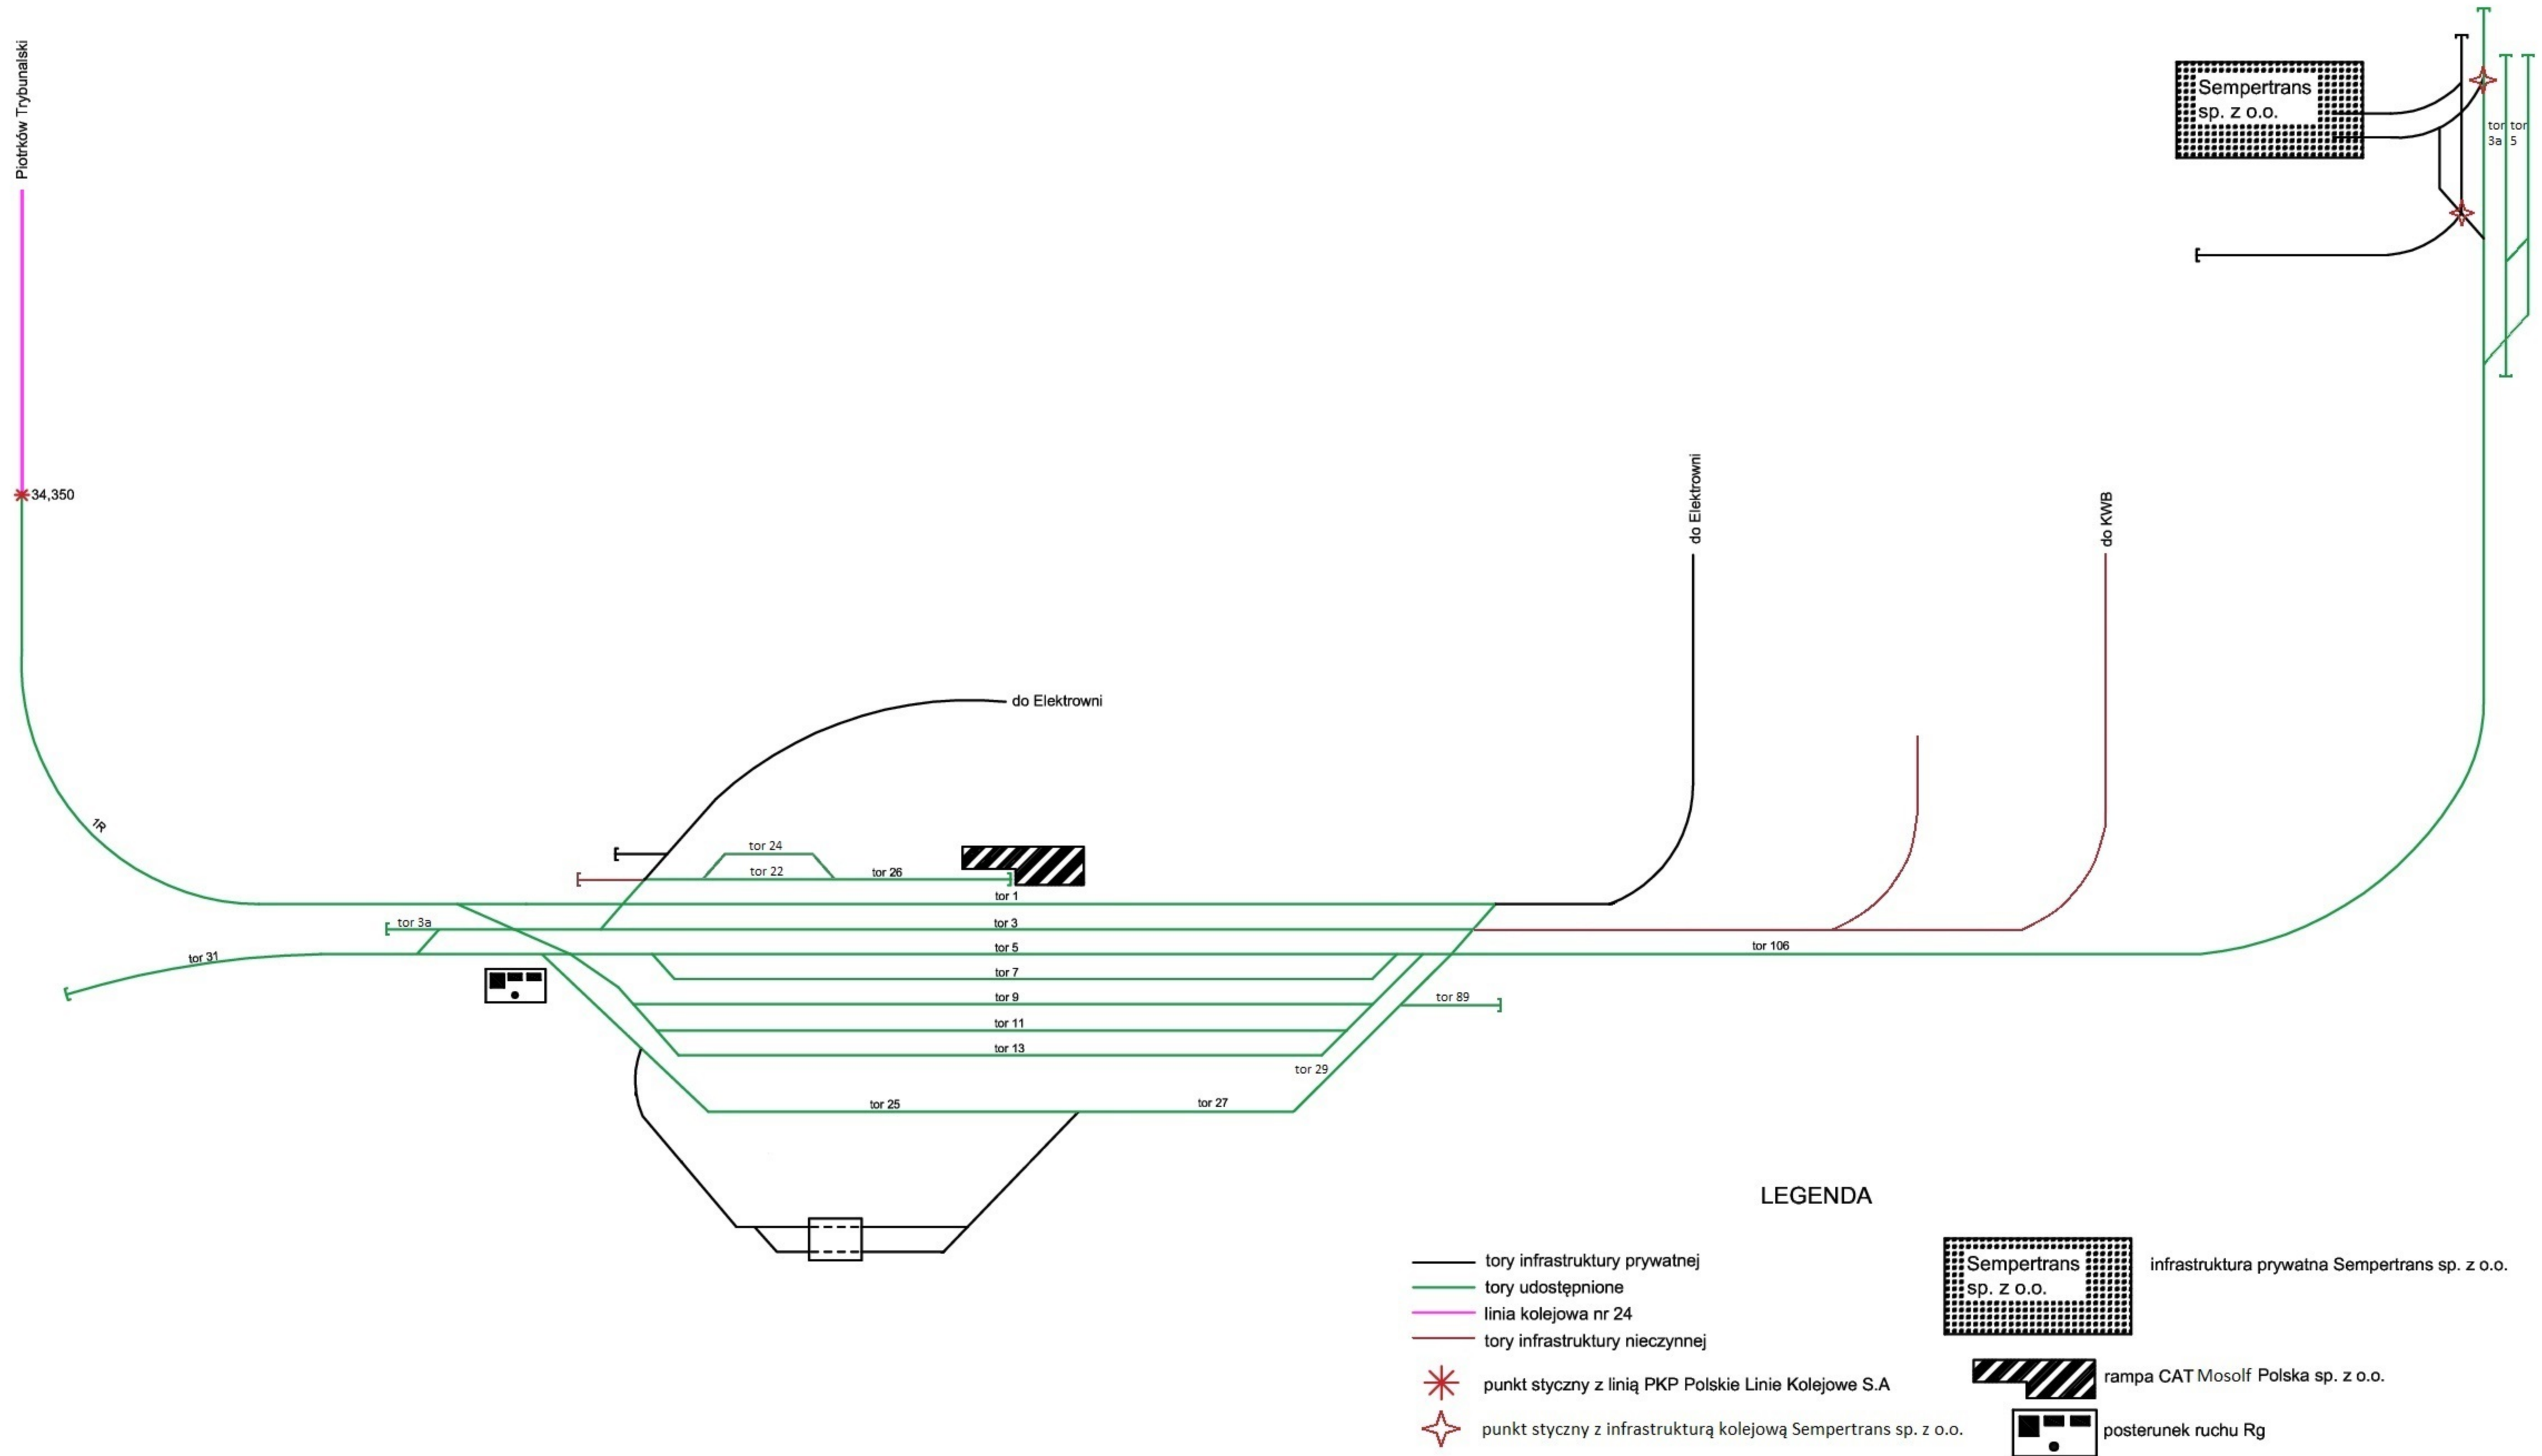 Piotrków Trybunalski
Sempertrans
sp. z o.o.
tor
3a
tor
5
34,350
do Elektrowni
do KWB
do Elektrowni
1R
tor 24
tor 22
tor 26
tor 1
tor 3a
tor 3
tor 31
tor 5
tor 106
tor 7
tor 9
tor 89
tor 11
tor 13
tor 29
tor 25
tor 27
LEGENDA
tory infrastruktury prywatnej
tory udostępnione
linia kolejowa nr 24
tory infrastruktury nieczynnej
punkt styczny z linią PKP Polskie Linie Kolejowe S.A
punkt styczny z infrastrukturą kolejową Sempertrans sp. z o.o.
Sempertrans
sp. z o.o.
infrastruktura prywatna Sempertrans sp. z o.o.
rampa CAT Mosolf Polska sp. z o.o.
posterunek ruchu Rg